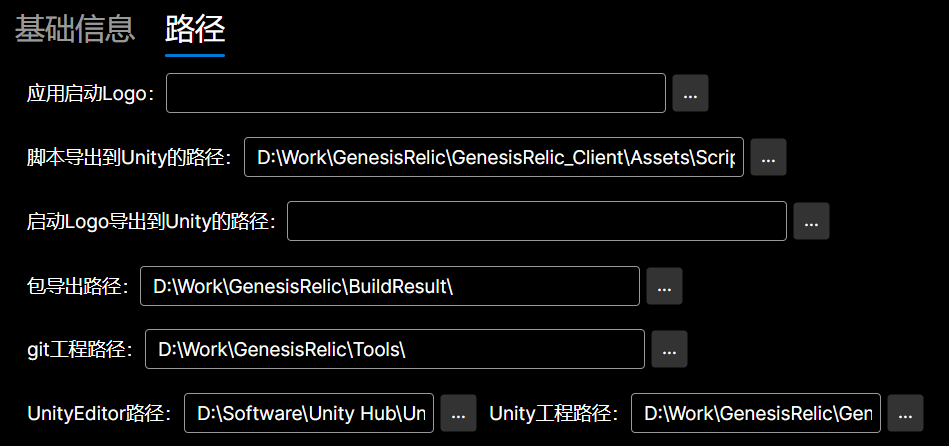 基础信息 路径
应用启动Logo: ...
脚本导出到Unity的路径: D:\Work\GenesisRelic\GenesisRelic_Client\Assets\Scrip ...
启动Logo导出到Unity的路径: ...
包导出路径: D:\Work\GenesisRelic\BuildResult\ ...
git工程路径: D:\Work\GenesisRelic\Tools\ ...
UnityEditor路径: D:\Software\Unity Hub\Un ... Unity工程路径: D:\Work\GenesisRelic\Gen ...